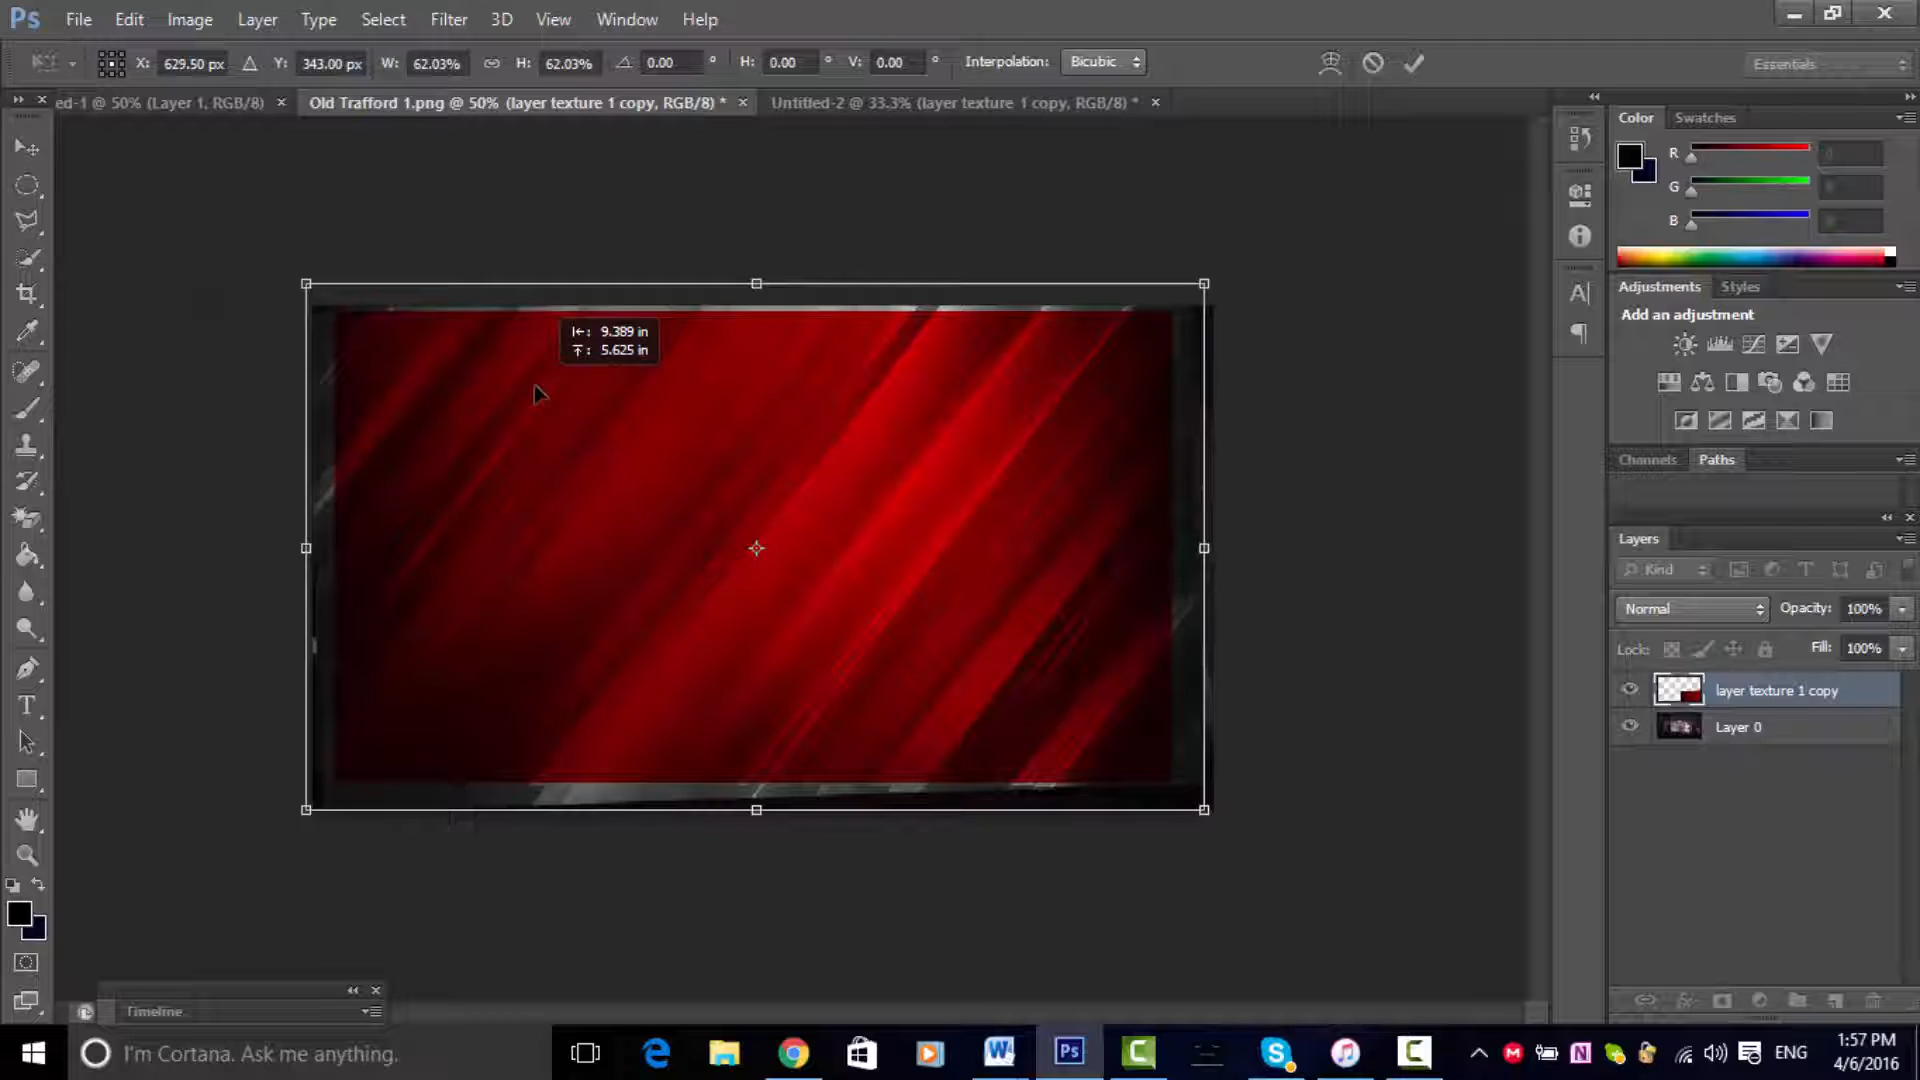 Ps File Edit Image Layer Type Select Filter 3D View Window Help
X: 629.50 px Y: 343.00 px W: 62.03% H: 62.03% 0.00 ° H: 0.00 ° V: 0.00 ° Interpolation: Bicubic Essentials
ed-1 @ 50% (Layer 1, RGB/8) × Old Trafford 1.png @ 50% (layer texture 1 copy, RGB/8) * × Untitled-2 @ 33.3% (layer texture 1 copy, RGB/8) * ×
Color Swatches
R
G
B
Adjustments Styles
Add an adjustment
9.389 in
5.625 in
Channels Paths
Layers
Kind
Normal Opacity: 100%
Lock: Fill: 100%
layer texture 1 copy
Layer 0
Timeline
I'm Cortana. Ask me anything.
ENG
1:57 PM
4/6/2016